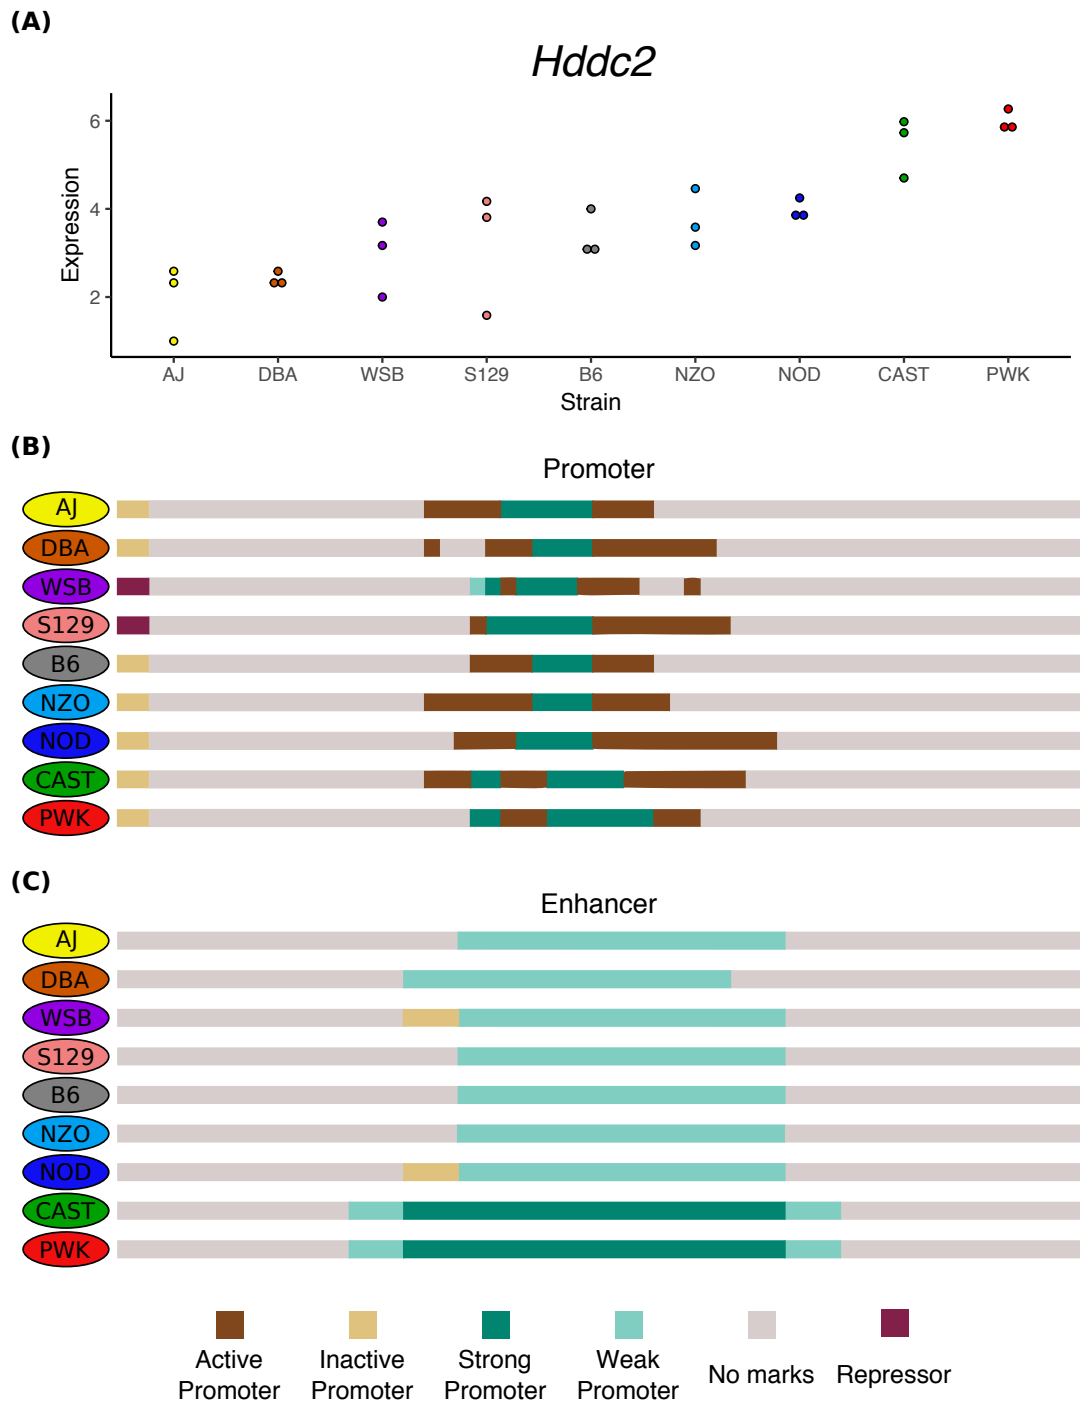 (A)
Hddc2
Expression
6
4
2
AJ DBA WSB S129 B6 NZO NOD CAST PWK
Strain
(B)
Promoter
AJ
DBA
WSB
S129
B6
NZO
NOD
CAST
PWK
(C)
Enhancer
AJ
DBA
WSB
S129
B6
NZO
NOD
CAST
PWK
Active Promoter
Inactive Promoter
Strong Promoter
Weak Promoter
No marks
Repressor